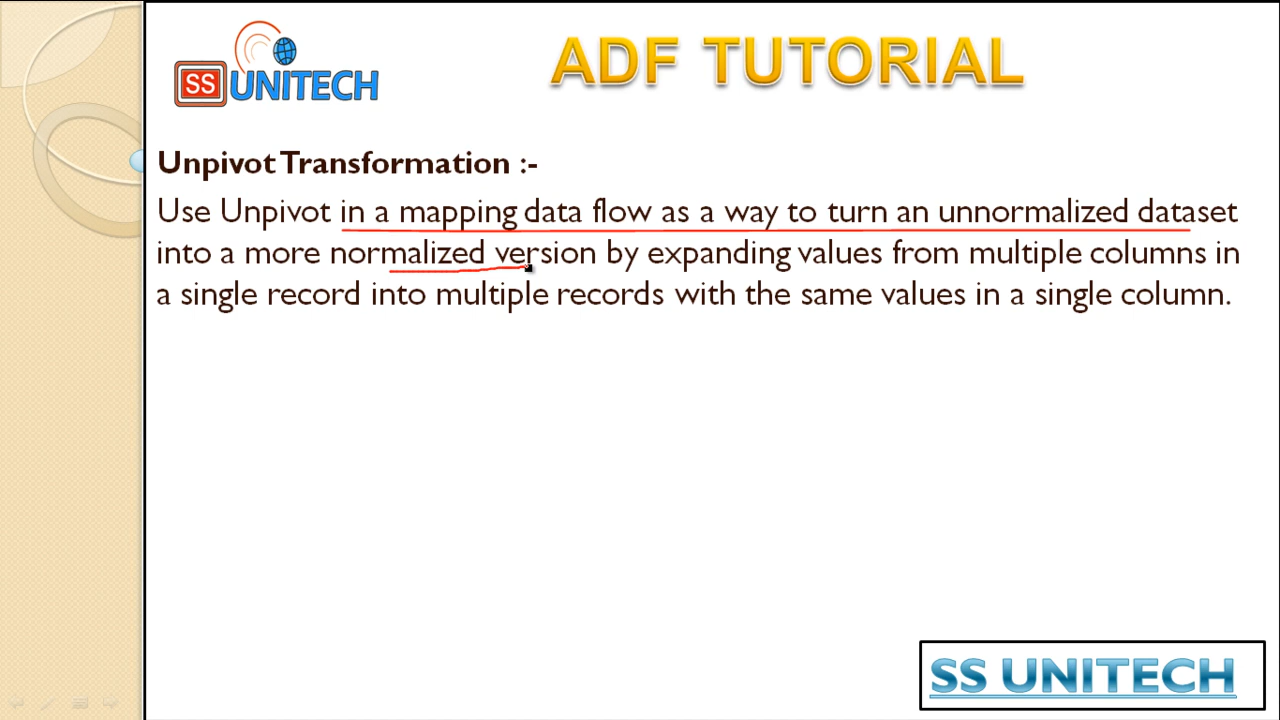 SS UNITECH
ADF TUTORIAL
Unpivot Transformation :-
Use Unpivot in a mapping data flow as a way to turn an unnormalized dataset
into a more normalized version by expanding values from multiple columns in
a single record into multiple records with the same values in a single column.
SS UNITECH